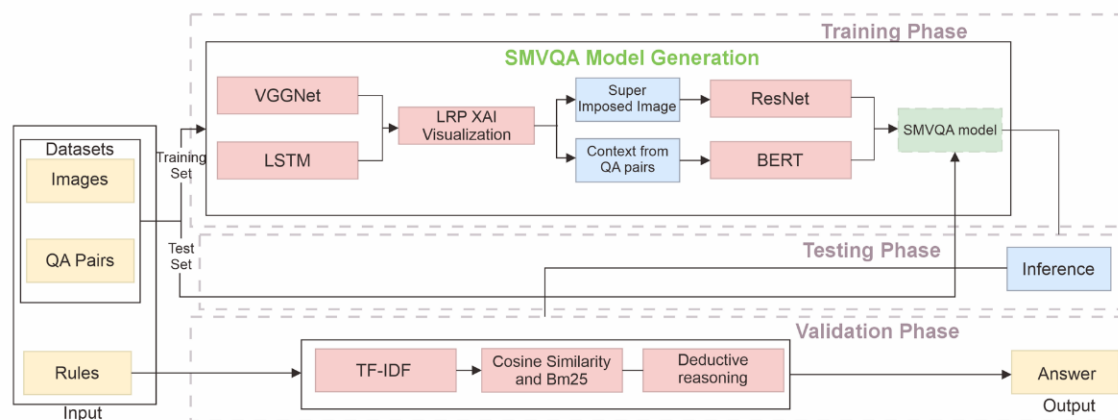 Training Phase
SMVQA Model Generation
VGGNet
LSTM
LRP XAI
Visualization
Super
Imposed Image
Context from
QA pairs
ResNet
BERT
SMVQA model
Datasets
Images
QA Pairs
Rules
Input
Training
Set
Test
Set
Testing Phase
Inference
Validation Phase
TF-IDF
Cosine Similarity
and Bm25
Deductive
reasoning
Answer
Output